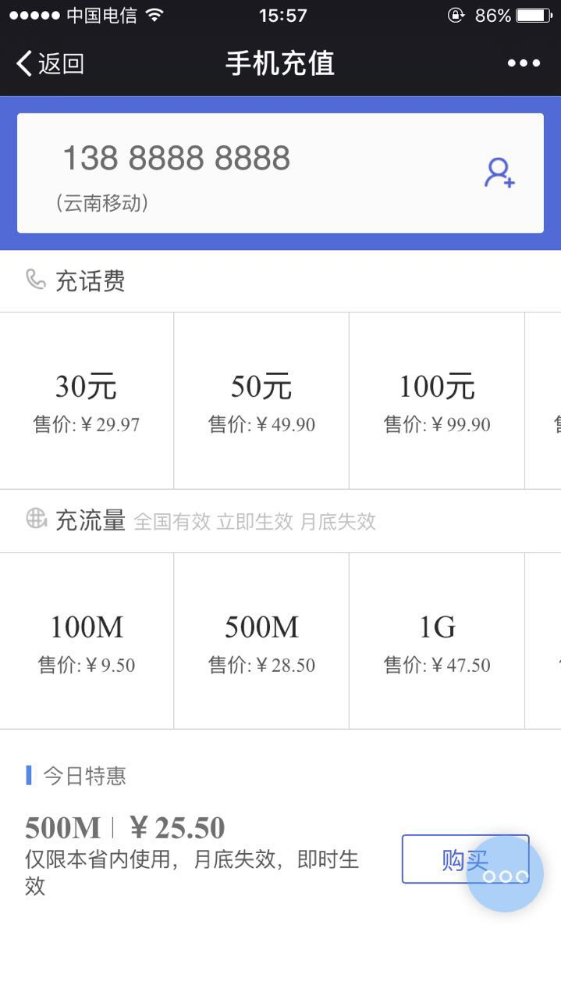 中国电信 15:57 86%
返回 手机充值
138 8888 8888
(云南移动)
充话费
30元 50元 100元
售价:￥29.97 售价:￥49.90 售价:￥99.90
充流量 全国有效 立即生效 月底失效
100M 500M 1G
售价:￥9.50 售价:￥28.50 售价:￥47.50
今日特惠
500M | ￥25.50
仅限本省内使用，月底失效，即时生
效
购买